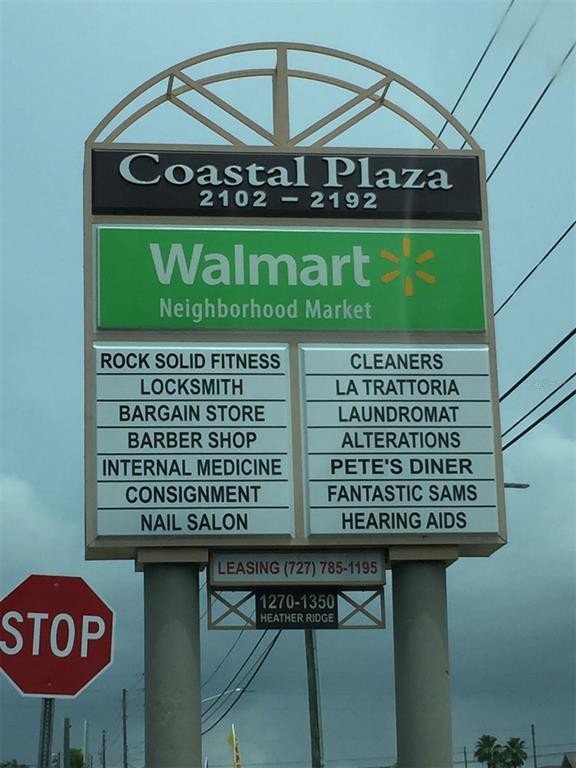 Coastal Plaza
2102 – 2192
Walmart
Neighborhood Market
ROCK SOLID FITNESS
LOCKSMITH
BARGAIN STORE
BARBER SHOP
INTERNAL MEDICINE
CONSIGNMENT
NAIL SALON
CLEANERS
LA TRATTORIA
LAUNDROMAT
ALTERATIONS
PETE'S DINER
FANTASTIC SAMS
HEARING AIDS
LEASING (727) 785-1195
1270-1350
HEATHER RIDGE
STOP